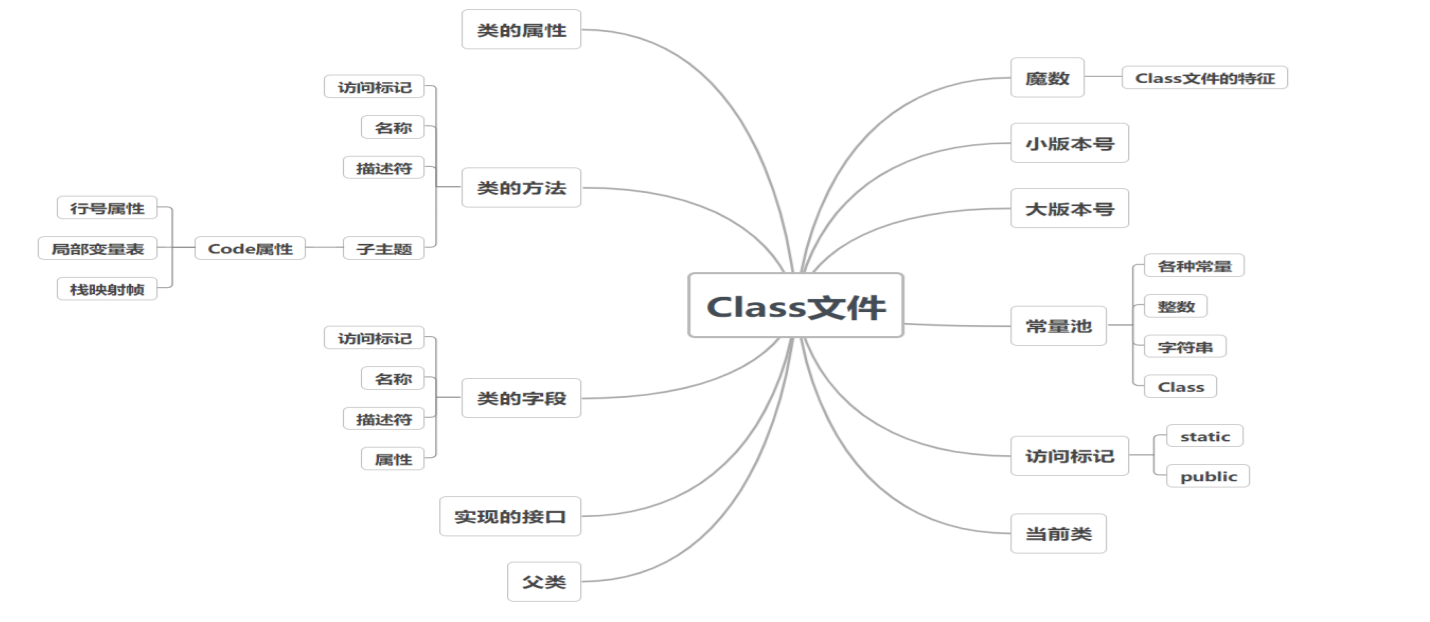 Class文件
魔数
Class文件的特征
小版本号
大版本号
常量池
各种常量
整数
字符串
Class
访问标记
static
public
当前类
类的属性
类的方法
访问标记
名称
描述符
子主题
Code属性
行号属性
局部变量表
栈映射帧
类的字段
访问标记
名称
描述符
属性
实现的接口
父类